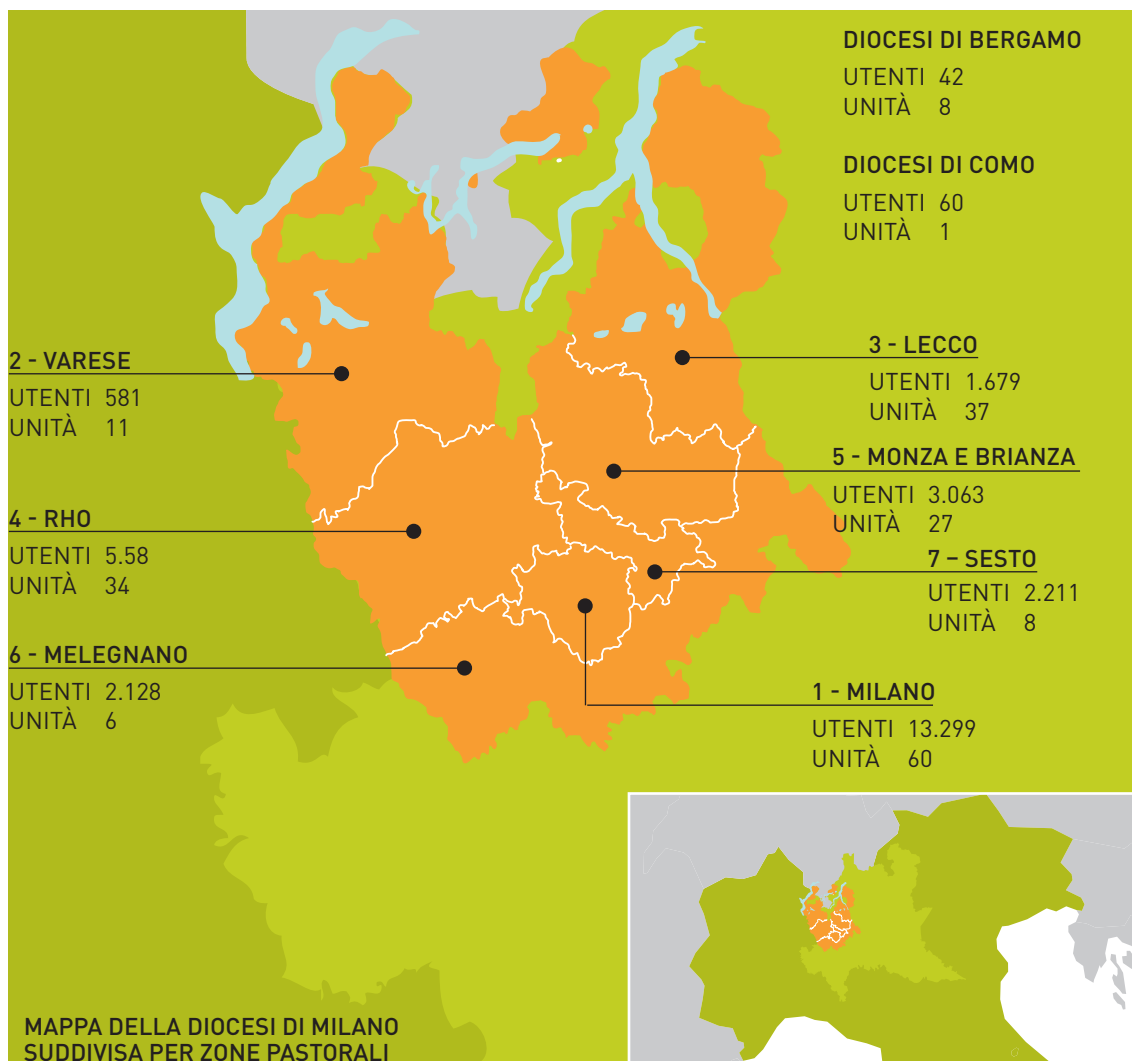 DIOCESI DI BERGAMO
UTENTI 42
UNITÀ 8
DIOCESI DI COMO
UTENTI 60
UNITÀ 1
2 - VARESE
UTENTI 581
UNITÀ 11
3 - LECCO
UTENTI 1.679
UNITÀ 37
5 - MONZA E BRIANZA
UTENTI 3.063
UNITÀ 27
4 - RHO
UTENTI 5.58
UNITÀ 34
7 – SESTO
UTENTI 2.211
UNITÀ 8
6 - MELEGNANO
UTENTI 2.128
UNITÀ 6
1 - MILANO
UTENTI 13.299
UNITÀ 60
MAPPA DELLA DIOCESI DI MILANO
SUDDIVISA PER ZONE PASTORALI